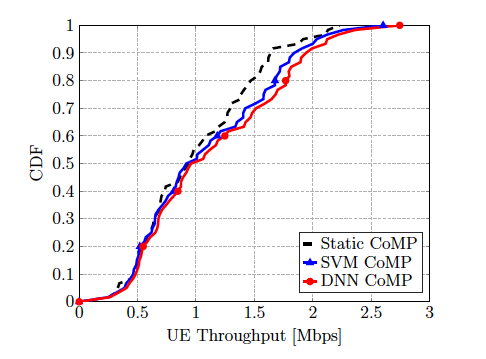 1
0.9
0.8
0.7
0.6
0.5
0.4
0.3
0.2
0.1
0
CDF
Static CoMP
SVM CoMP
DNN CoMP
0 0.5 1 1.5 2 2.5 3
UE Throughput [Mbps]